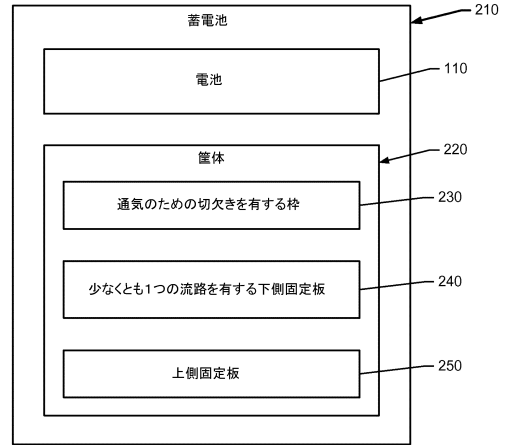 蓄電池
210
電池
110
筐体
220
通気のための切欠きを有する枠
230
少なくとも1つの流路を有する下側固定板
240
上側固定板
250